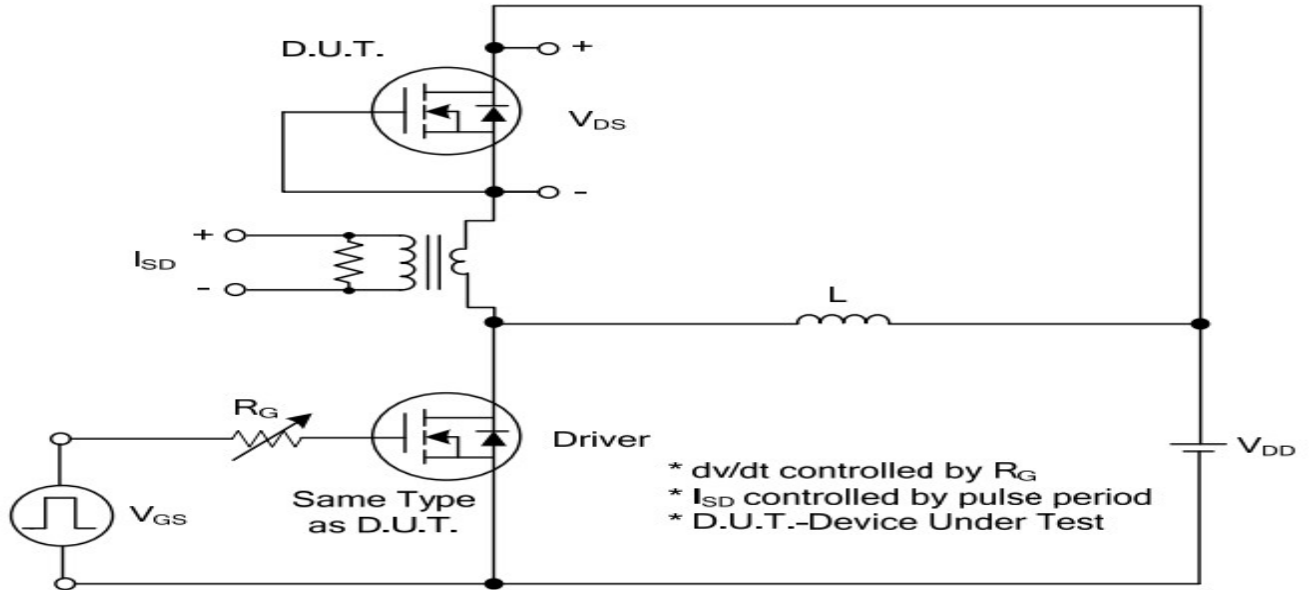 D.U.T.
+
VDS
-
+
ISD
-
L
RG
Driver
VDD
Same Type
as D.U.T.
VGS
* dv/dt controlled by RG
* ISD controlled by pulse period
* D.U.T.-Device Under Test